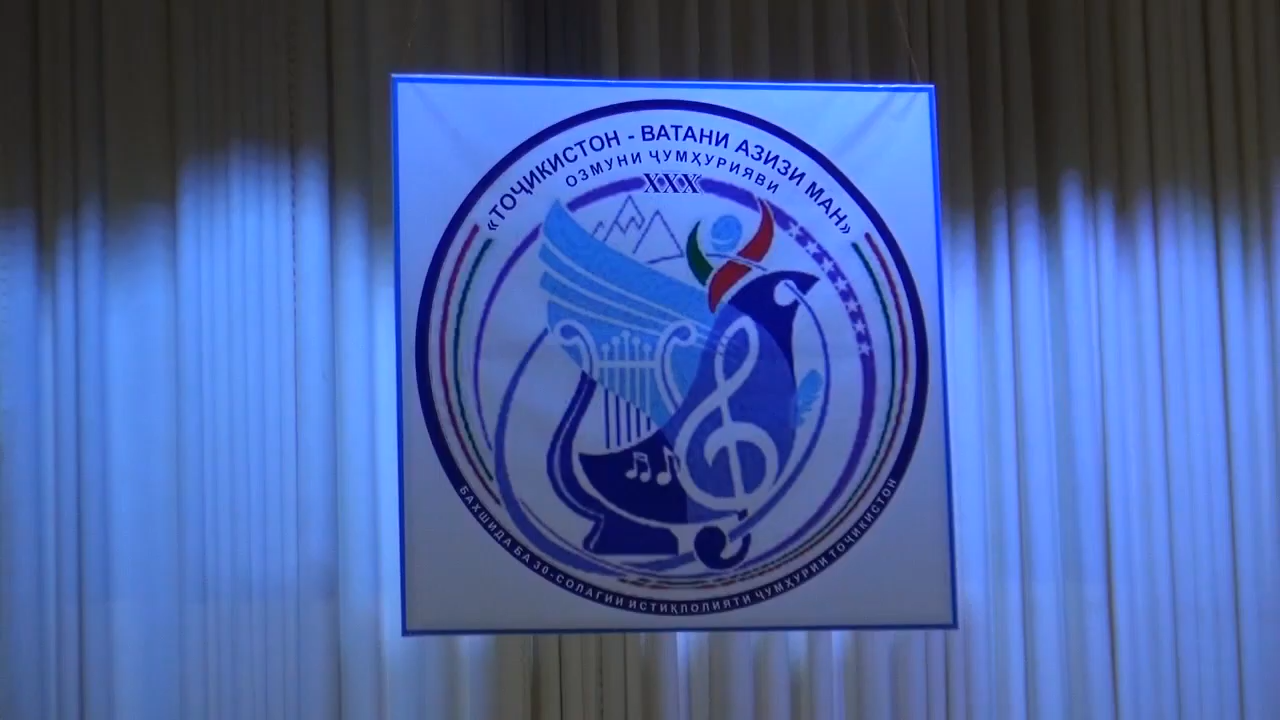 «ТОҶИКИСТОН - ВАТАНИ АЗИЗИ МАН»
ОЗМУНИ ҶУМҲУРИЯВИ
XXX
БАХШИДА БА 30-СОЛАГИИ ИСТИҚЛОЛИЯТИ ҶУМҲУРИИ ТОҶИКИСТОН